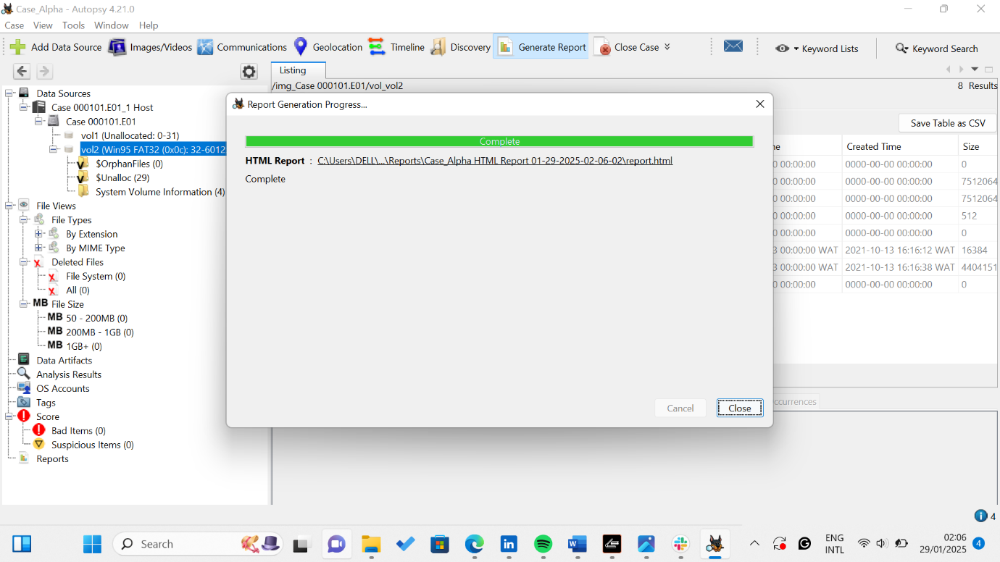 Case_Alpha - Autopsy 4.21.0
Case View Tools Window Help
Add Data Source Images/Videos Communications Geolocation Timeline Discovery Generate Report Close Case Keyword Lists Keyword Search
Listing
/img_Case 000101.E01/vol_vol2 8 Results
Save Table as CSV
Data Sources
Case 000101.E01_1 Host
Case 000101.E01
vol1 (Unallocated: 0-31)
vol2 (Win95 FAT32 (0x0c): 32-6012
$OrphanFiles (0)
$Unalloc (29)
System Volume Information (4)
File Views
File Types
By Extension
By MIME Type
Deleted Files
File System (0)
All (0)
MB File Size
MB 50 - 200MB (0)
MB 200MB - 1GB (0)
MB 1GB+ (0)
Data Artifacts
Analysis Results
OS Accounts
Tags
Score
Bad Items (0)
Suspicious Items (0)
Reports
Report Generation Progress...
Complete
HTML Report : C:\Users\DELL\...\Reports\Case_Alpha HTML Report 01-29-2025-02-06-02\report.html
Complete
Cancel Close
Created Time Size
00:00:00 0000-00-00 00:00:00 0
00:00:00 0000-00-00 00:00:00 7512064
00:00:00 0000-00-00 00:00:00 7512064
00:00:00 0000-00-00 00:00:00 512
00:00:00 0000-00-00 00:00:00 0
00:00:00 WAT 2021-10-13 16:16:12 WAT 16384
00:00:00 WAT 2021-10-13 16:16:38 WAT 4404151
00:00:00 0000-00-00 00:00:00 0
ccurrences
4
Search
ENG
INTL
02:06
29/01/2025
4